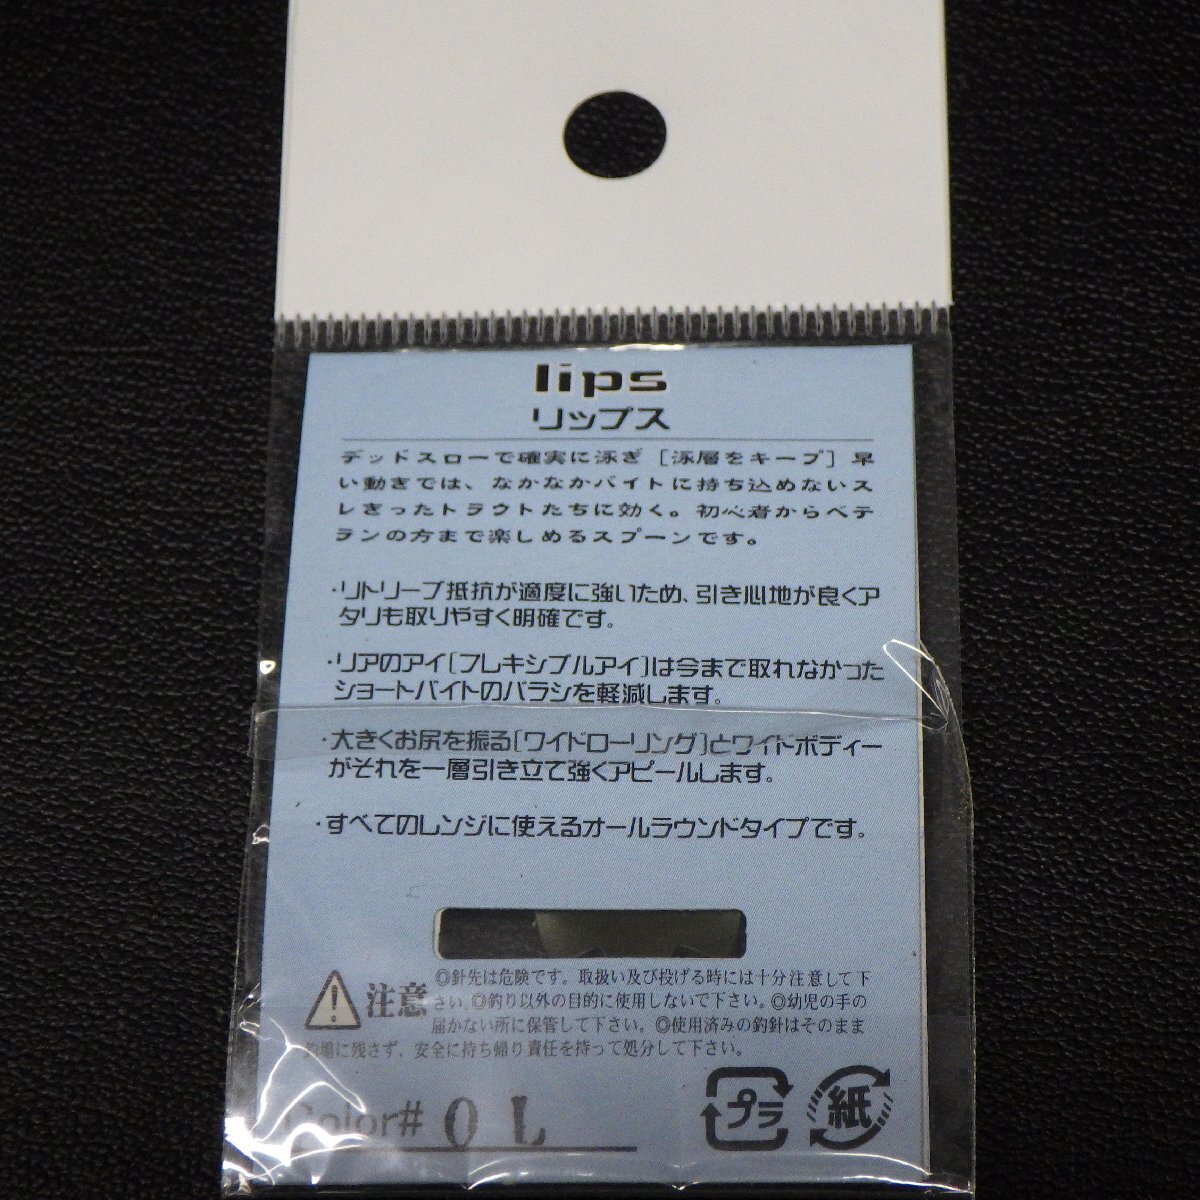 lips
リップス
デッドスローで確実に泳ぎ［泳層をキープ］早
い動きでは、なかなかバイトに持ち込めないス
レきったトラウトたちに効く。初心者からベテ
ランの方まで楽しめるスプーンです。
・リトリーブ抵抗が適度に強いため、引き心地が良くア
タリも取りやすく明確です。
・リアのアイ［フレキシブルアイ］は今まで取れなかった
ショートバイトのバラシを軽減します。
・大きくお尻を振る［ワイドローリング］とワイドボディー
がそれを一層引き立て強くアピールします。
・すべてのレンジに使えるオールラウンドタイプです。
注意
◎針先は危険です。取扱い及び投げる時には十分注意して下
さい。◎釣り以外の目的に使用しないで下さい。◎幼児の手の
届かない所に保管して下さい。◎使用済みの釣針はそのまま
釣場に残さず、安全に持ち帰り責任を持って処分して下さい。
Color# OL
プラ 紙